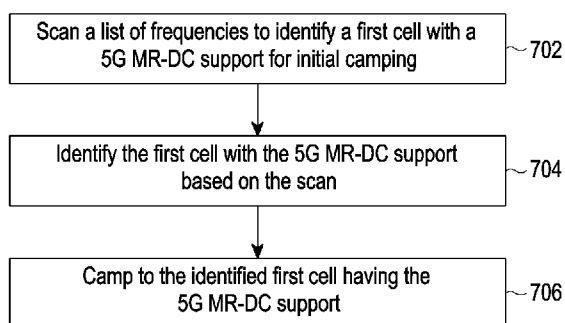 Scan a list of frequencies to identify a first cell with a
5G MR-DC support for initial camping
702
Identify the first cell with the 5G MR-DC support
based on the scan
704
Camp to the identified first cell having the
5G MR-DC support
706